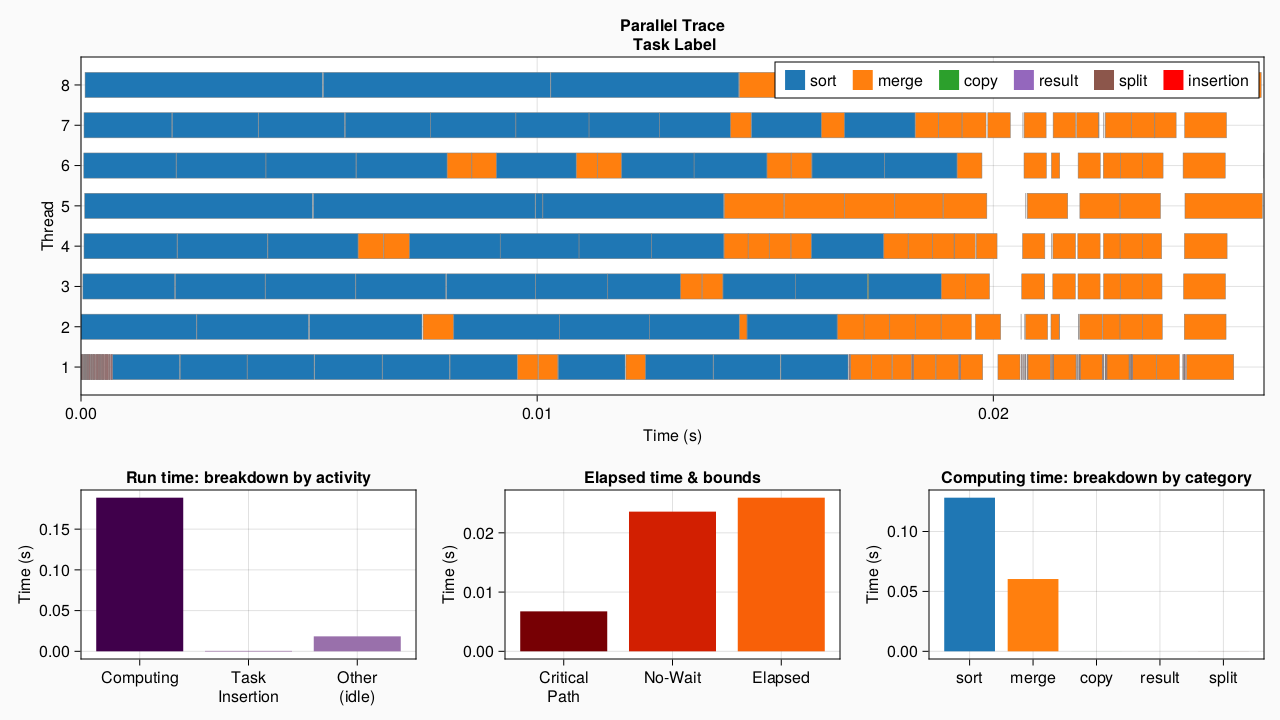 Parallel Trace
Task Label
sort merge copy result split insertion
8
7
6
5
4
3
2
1
Thread
0.00 0.01 0.02
Time (s)
Run time: breakdown by activity
0.15
0.10
0.05
0.00
Time (s)
Computing Task Insertion Other (idle)
Elapsed time & bounds
0.02
0.01
0.00
Time (s)
Critical Path No-Wait Elapsed
Computing time: breakdown by category
0.10
0.05
0.00
Time (s)
sort merge copy result split